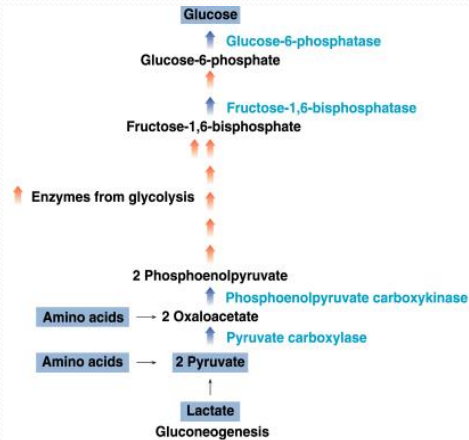 Glucose
Glucose-6-phosphatase
Glucose-6-phosphate
Fructose-1,6-bisphosphatase
Fructose-1,6-bisphosphate
Enzymes from glycolysis
2 Phosphoenolpyruvate
Phosphoenolpyruvate carboxykinase
Amino acids
2 Oxaloacetate
Pyruvate carboxylase
Amino acids
2 Pyruvate
Lactate
Gluconeogenesis